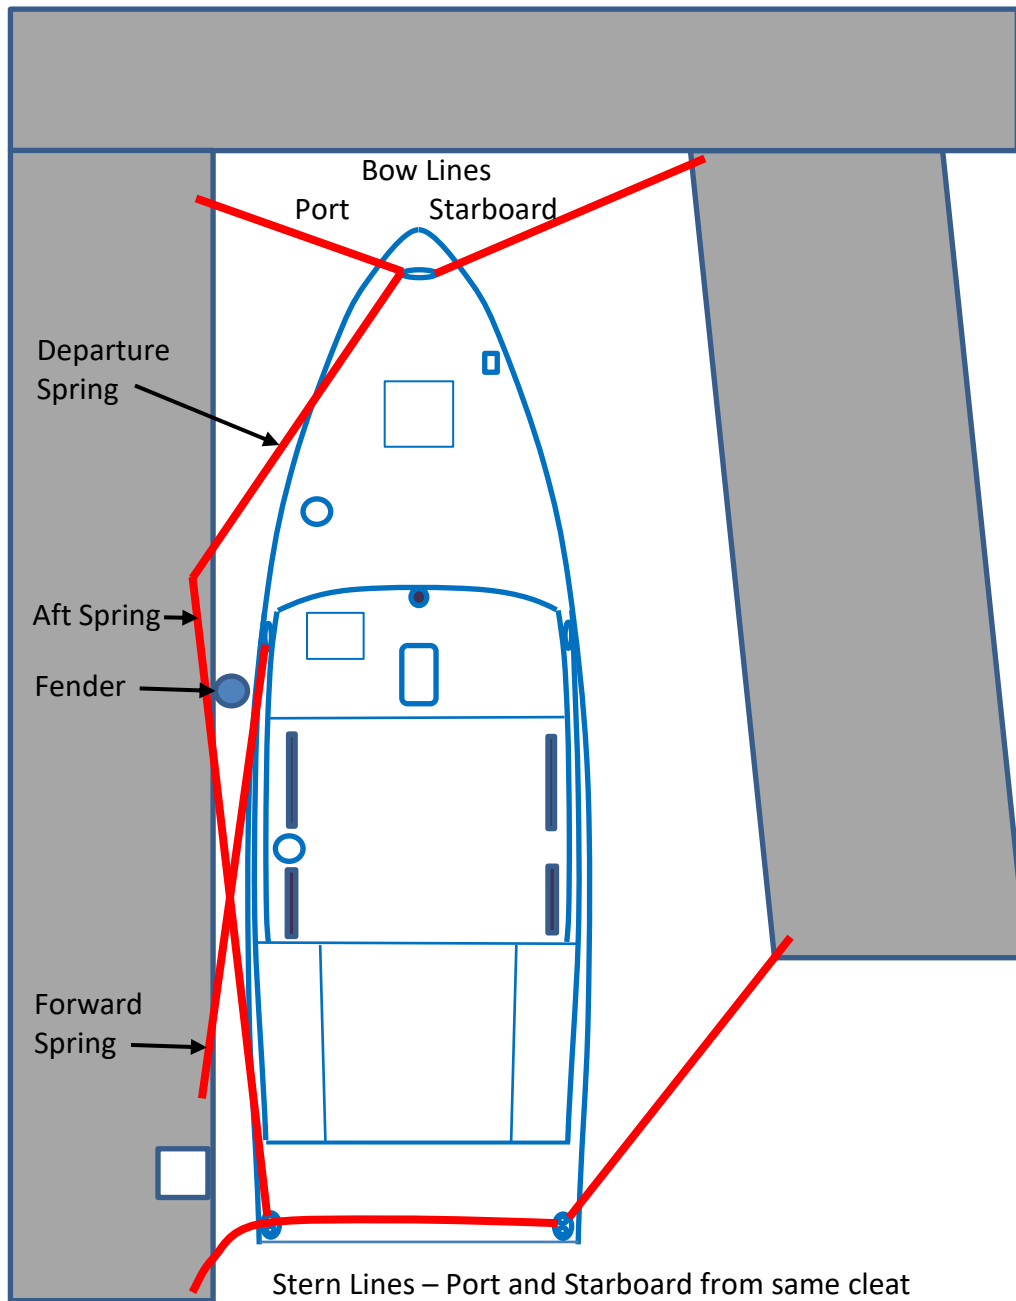 Bow Lines
Port Starboard
Departure
Spring
Aft Spring
Fender
Forward
Spring
Stern Lines – Port and Starboard from same cleat